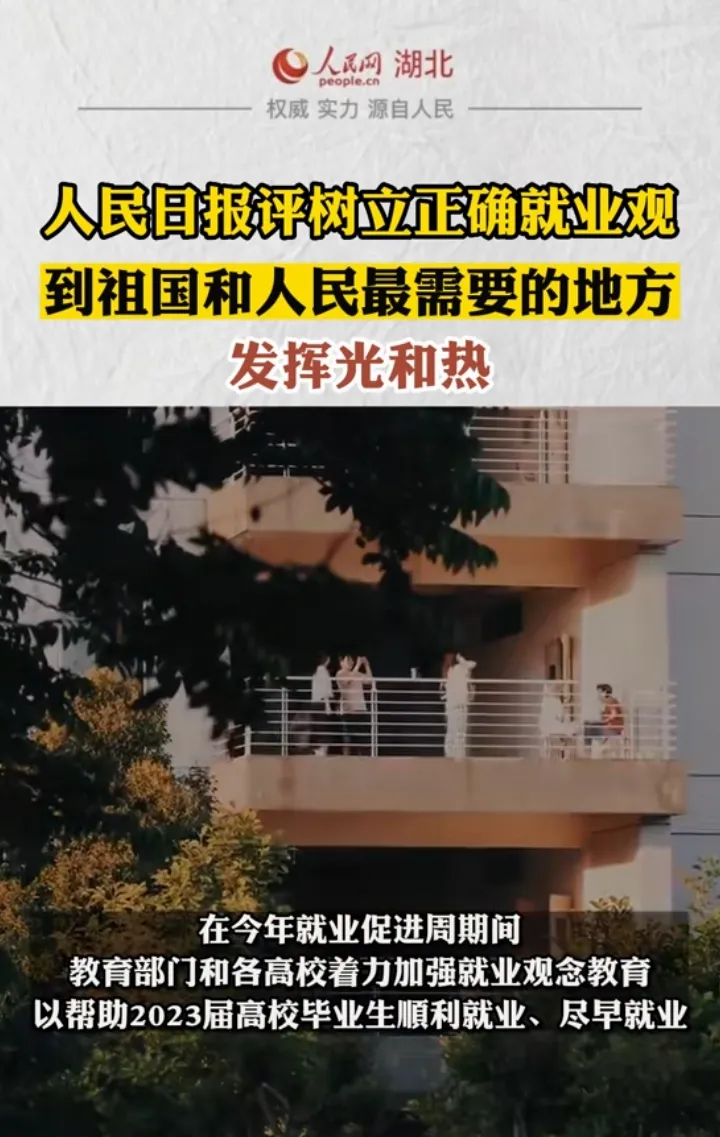 人民网 湖北
people.cn
权威 实力 源自人民
人民日报评树立正确就业观
到祖国和人民最需要的地方
发挥光和热
在今年就业促进周期间
教育部门和各高校着力加强就业观念教育
以帮助2023届高校毕业生顺利就业、尽早就业